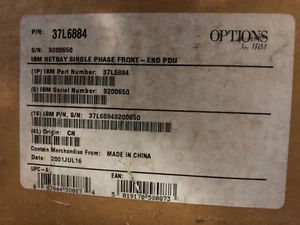 P/N: 37L6884
OPTIONS
by IBM
S/N: 9200650
IBM NETBAY SINGLE PHASE FRONT - END PDU
(1P) IBM Part Number: 37L6884
(S) IBM Serial Number: 9200650
(1S) IBM P/N, S/N: 37L68849200650
(4L) Origin: CN
Contain Merchandise From: MADE IN CHINA
Date: 2001JUL16
UPC-A:
EAN: